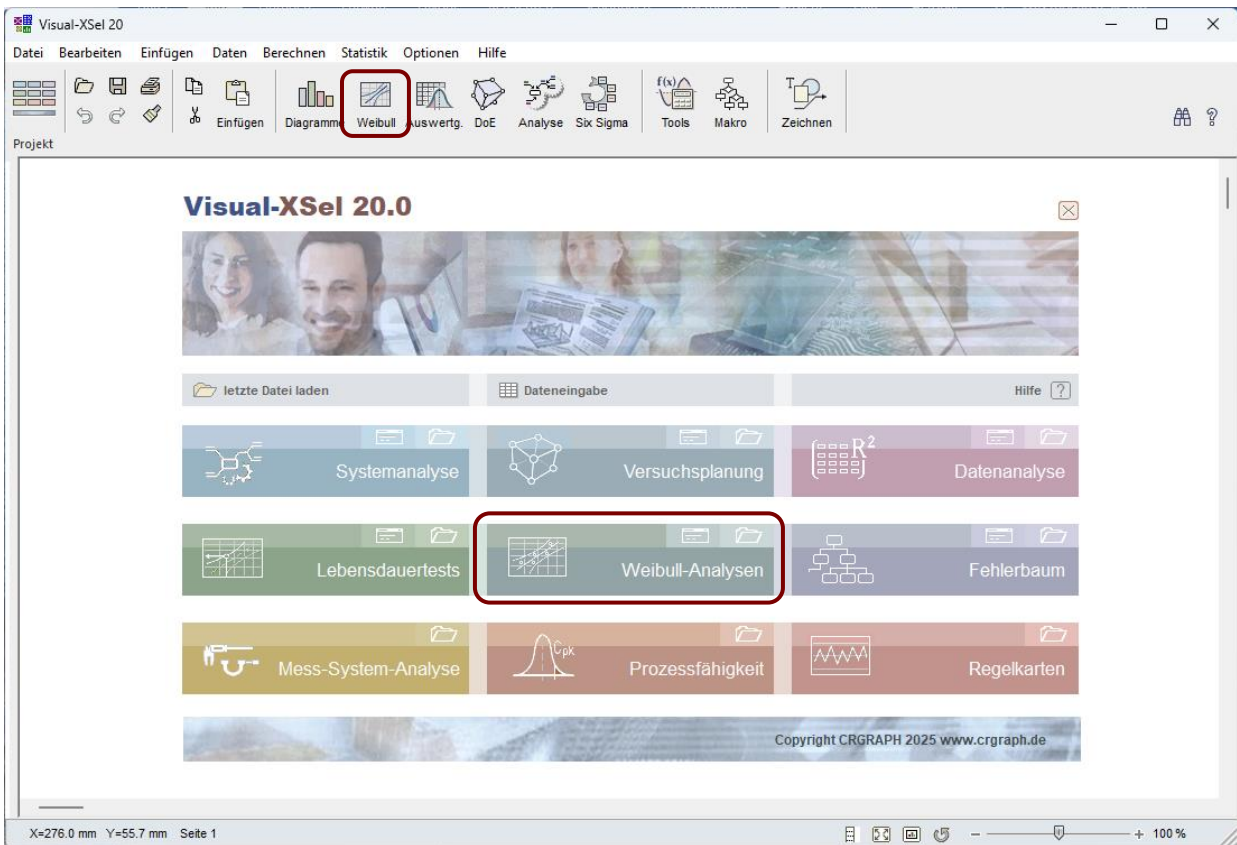 Visual-XSel 20
Datei Bearbeiten Einfügen Daten Berechnen Statistik Optionen Hilfe
Einfügen Diagramme Weibull Auswertg. DoE Analyse Six Sigma Tools Makro Zeichnen
f(x)
T
Projekt
Visual-XSel 20.0
letzte Datei laden Dateneingabe Hilfe ?
Systemanalyse Versuchsplanung R² Datenanalyse
Lebensdauertests Weibull-Analysen Fehlerbaum
Mess-System-Analyse Cpk Prozessfähigkeit Regelkarten
Copyright CRGRAPH 2025 www.crgraph.de
X=276.0 mm Y=55.7 mm Seite 1 100 %